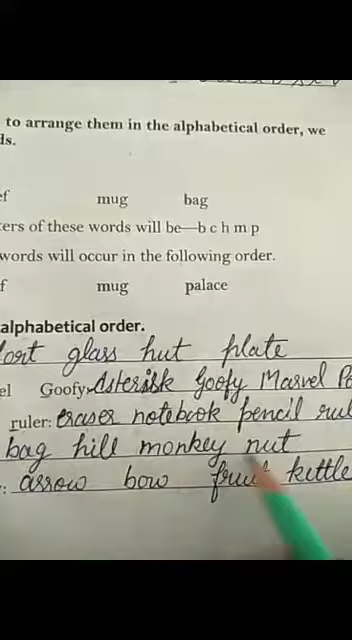 to arrange them in the alphabetical order, we
ds.
ef mug bag
ters of these words will be—b c h m p
words will occur in the following order.
f mug palace
alphabetical order.
fort glass hut plate
el Goofy: Asterisk Goofy Marvel Po
ruler: eraser notebook pencil rul
bag hill monkey nut
: arrow bow fruit kettle